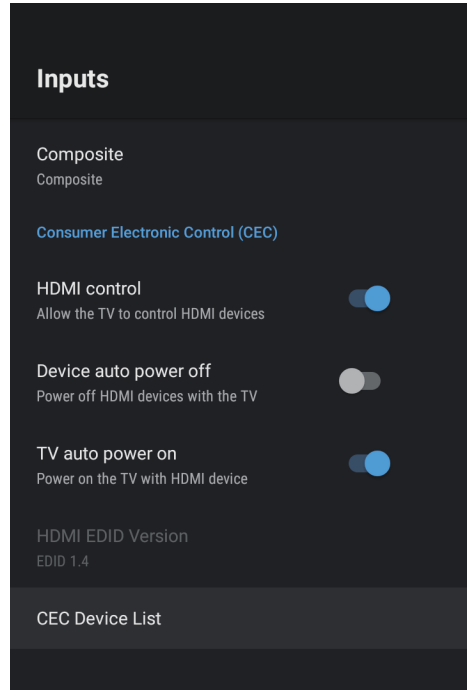 Inputs
Composite
Composite
Consumer Electronic Control (CEC)
HDMI control
Allow the TV to control HDMI devices
Device auto power off
Power off HDMI devices with the TV
TV auto power on
Power on the TV with HDMI device
HDMI EDID Version
EDID 1.4
CEC Device List